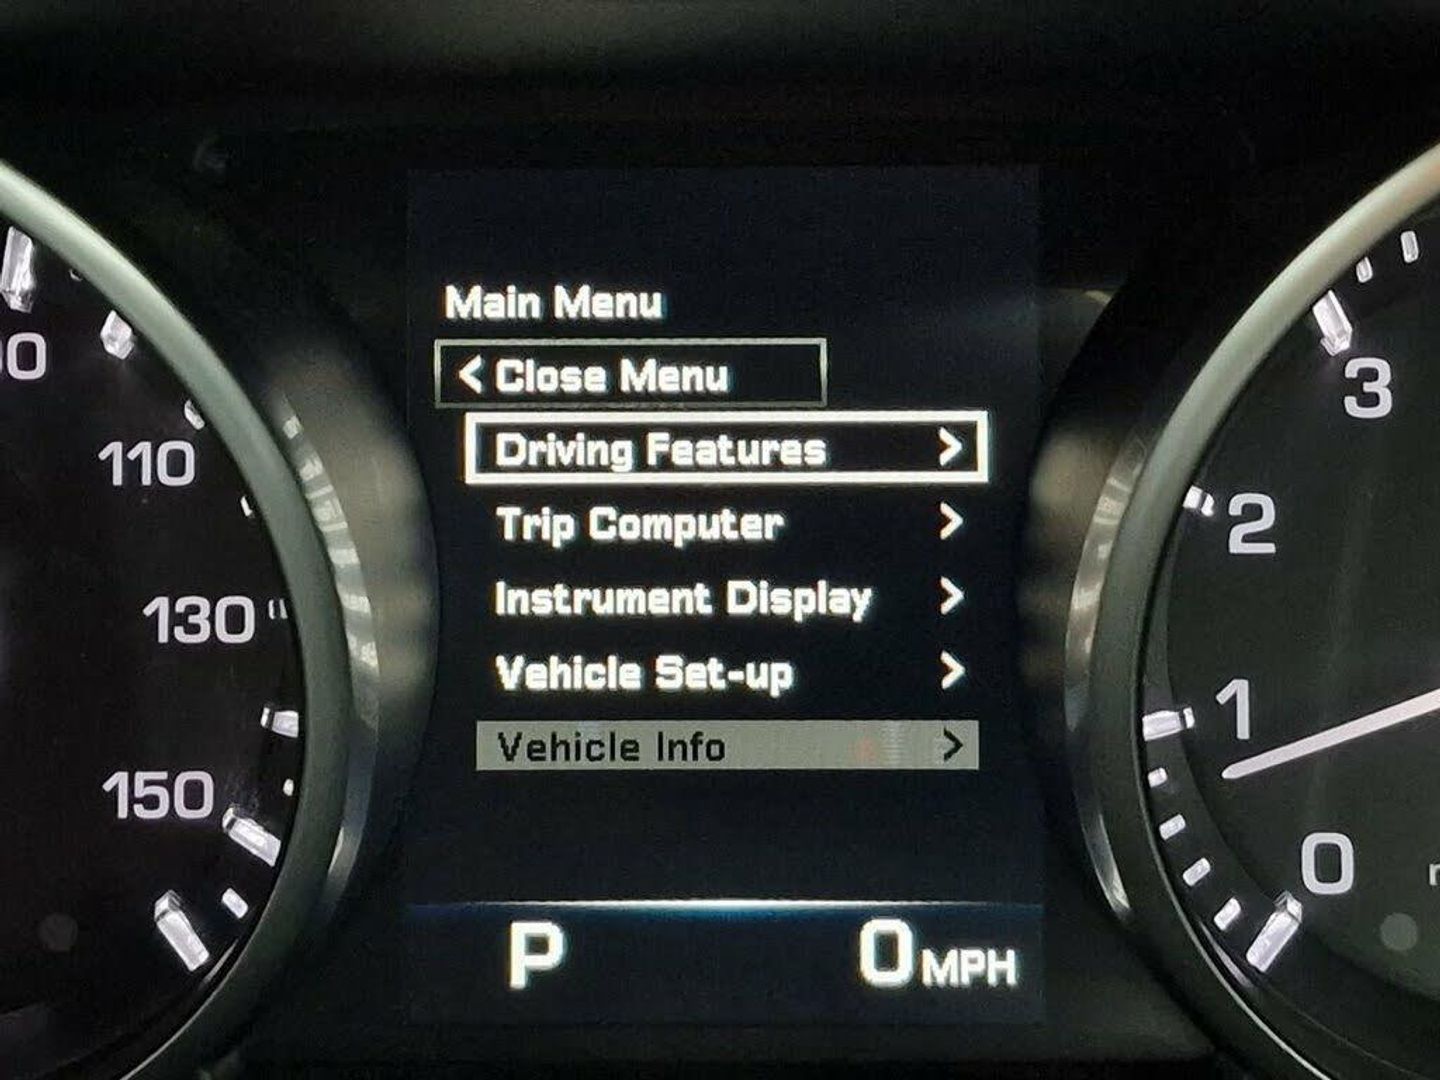 Main Menu
< Close Menu
Driving Features >
Trip Computer >
Instrument Display >
Vehicle Set-up >
Vehicle Info >
P 0 MPH
110
130
150
3
2
1
0